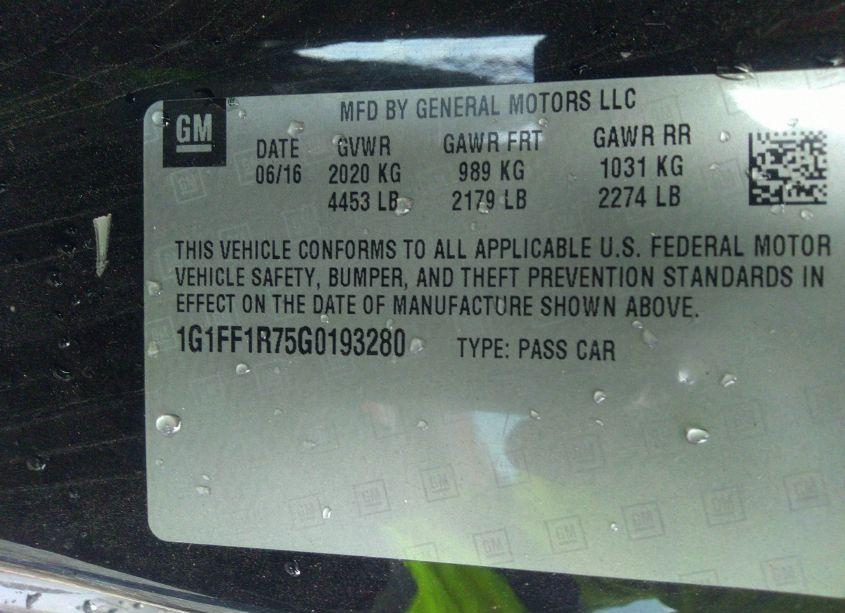 GM
MFD BY GENERAL MOTORS LLC
DATE GVWR GAWR FRT GAWR RR
06/16 2020 KG 989 KG 1031 KG
4453 LB 2179 LB 2274 LB
THIS VEHICLE CONFORMS TO ALL APPLICABLE U.S. FEDERAL MOTOR
VEHICLE SAFETY, BUMPER, AND THEFT PREVENTION STANDARDS IN
EFFECT ON THE DATE OF MANUFACTURE SHOWN ABOVE.
1G1FF1R75G0193280 TYPE: PASS CAR